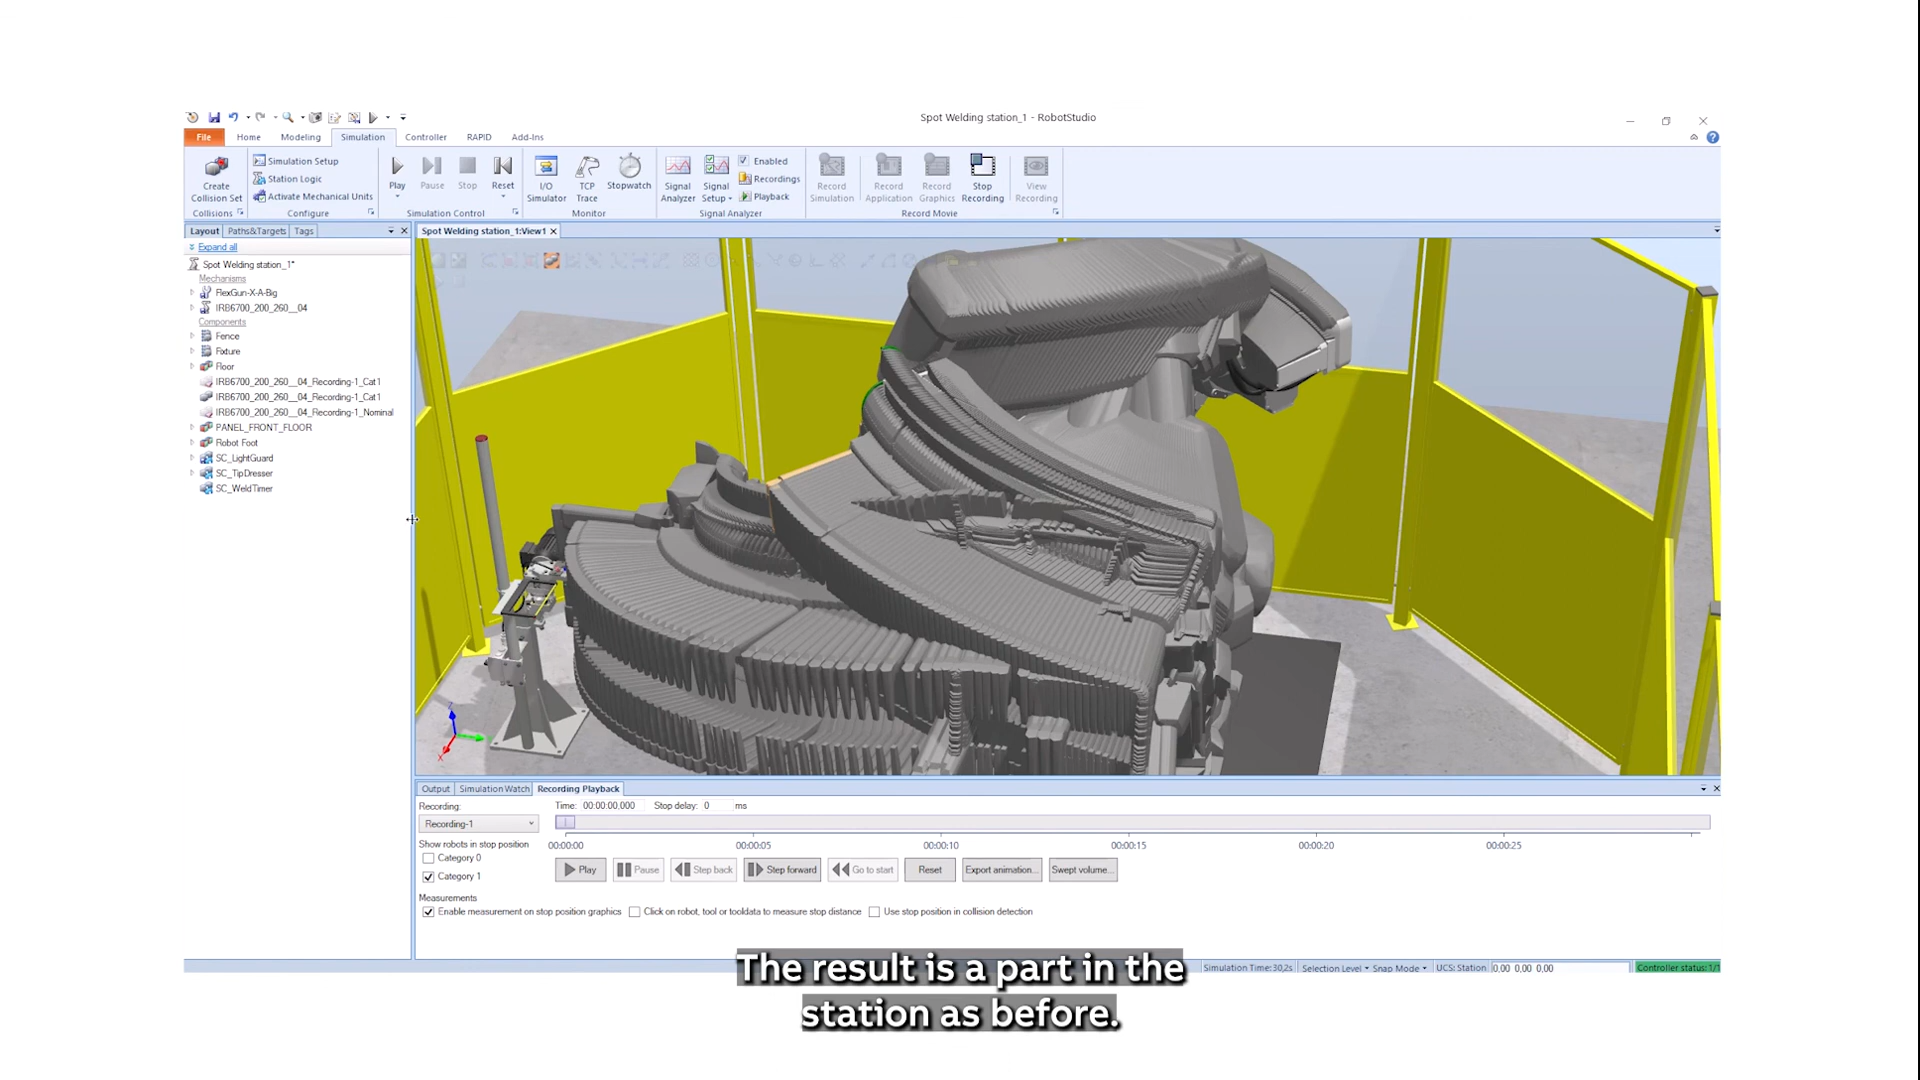 Spot Welding station_1 - RobotStudio
File Home Modeling Simulation Controller RAPID Add-Ins
Create Collision Set
Simulation Setup
Station Logic
Activate Mechanical Units
Play Pause Stop Reset
I/O Simulator
TCP Trace
Stopwatch
Signal Analyzer
Signal Setup
Enabled
Recordings
Playback
Record Simulation
Record Application
Record Graphics
Stop Recording
View Recording
Collisions Configure Simulation Control Monitor Signal Analyzer Record Movie
Layout Paths&Targets Tags
Spot Welding station_1:View1
Expand all
Spot Welding station_1*
Mechanisms
FlexGun-X-A-Big
IRB6700_200_260__04
Components
Fence
Fixture
Floor
IRB6700_200_260__04_Recording-1_Cat1
IRB6700_200_260__04_Recording-1_Cat1
IRB6700_200_260__04_Recording-1_Nominal
PANEL_FRONT_FLOOR
Robot Foot
SC_LightGuard
SC_TipDresser
SC_WeldTimer
Z
X
Output Simulation Watch Recording Playback
Recording:
Time: 00:00:00,000 Stop delay: 0 ms
Recording-1
Show robots in stop position
00:00:00 00:00:05 00:00:10 00:00:15 00:00:20 00:00:25
Category 0
Category 1
Play Pause Step back Step forward Go to start Reset Export animation... Swept volume...
Measurements
Enable measurement on stop position graphics Click on robot, tool or tooldata to measure stop distance Use stop position in collision detection
Simulation Time: 30,2s Selection Level Snap Mode UCS: Station 0,00 0,00 0,00 Controller status: 1/1
The result is a part in the
station as before.